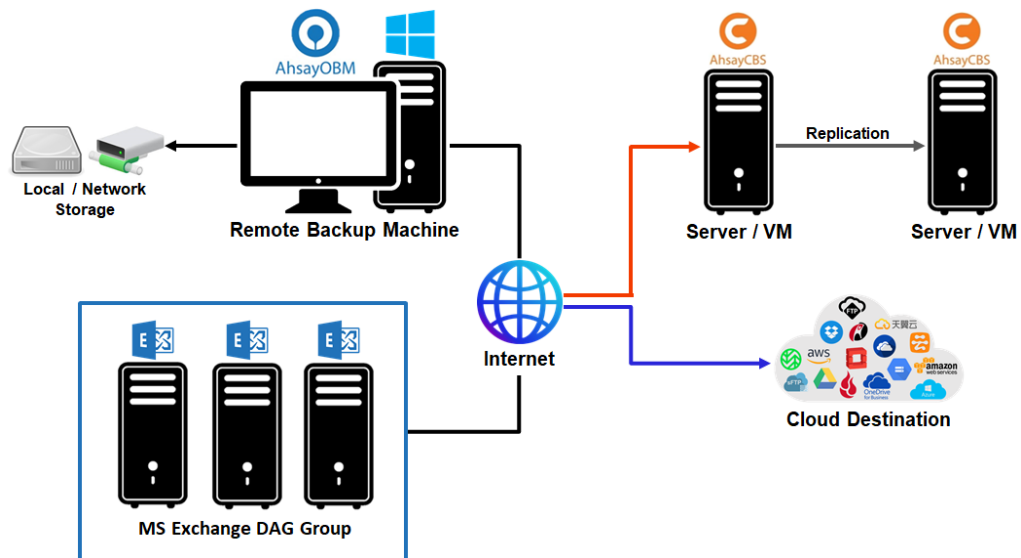 AhsayOBM
AhsayCBS
AhsayCBS
Replication
Local / Network
Storage
Remote Backup Machine
Server / VM
Server / VM
E
E
E
Internet
MS Exchange DAG Group
FTP
天翼云
aws
amazon
web services
SFTP
OneDrive
for Business
Azure
Cloud Destination